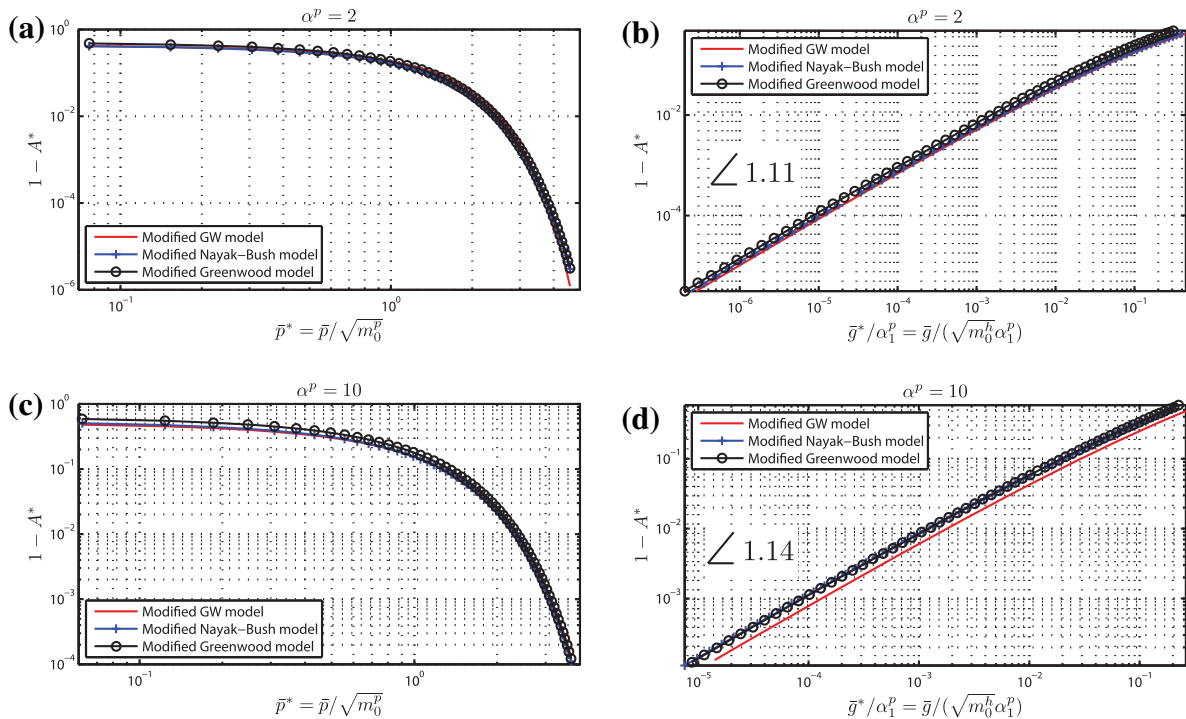 (a)
α^p = 2
10^0
10^−2
10^−4
10^−6
1 − A*
Modified GW model
Modified Nayak−Bush model
Modified Greenwood model
10^−1
10^0
p̄* = p̄/√m_0^p
(b)
α^p = 2
Modified GW model
Modified Nayak−Bush model
Modified Greenwood model
10^−2
10^−4
1 − A*
∠ 1.11
10^−6
10^−5
10^−4
10^−3
10^−2
10^−1
ḡ*/α_1^p = ḡ/(√m_0^h α_1^p)
(c)
α^p = 10
10^0
10^−1
10^−2
10^−3
10^−4
1 − A*
Modified GW model
Modified Nayak−Bush model
Modified Greenwood model
10^−1
10^0
p̄* = p̄/√m_0^p
(d)
α^p = 10
Modified GW model
Modified Nayak−Bush model
Modified Greenwood model
10^−1
10^−2
10^−3
1 − A*
∠ 1.14
10^−5
10^−4
10^−3
10^−2
10^−1
ḡ*/α_1^p = ḡ/(√m_0^h α_1^p)